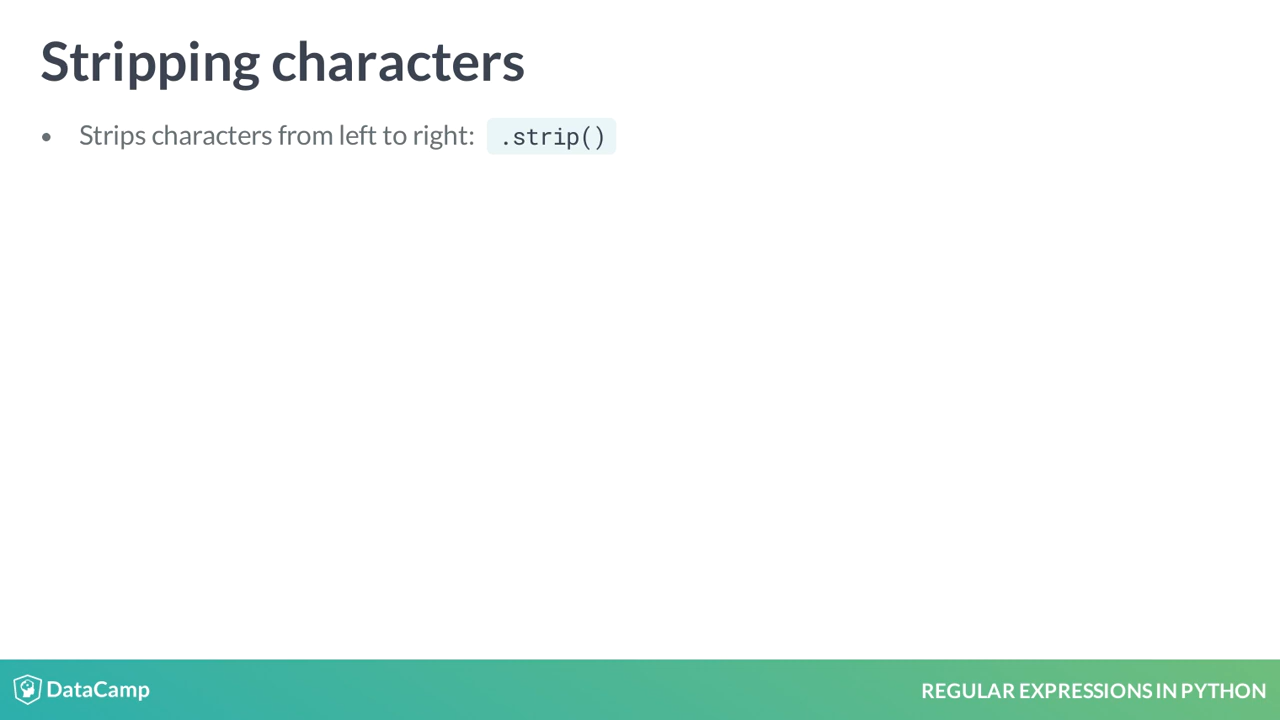 Stripping characters
• Strips characters from left to right: .strip()
DataCamp
REGULAR EXPRESSIONS IN PYTHON